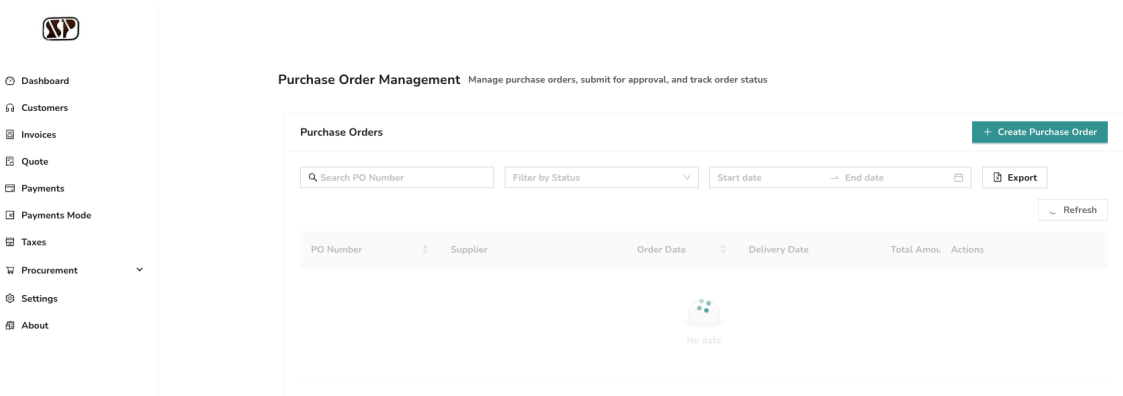 Dashboard
Customers
Invoices
Quote
Payments
Payments Mode
Taxes
Procurement
Settings
About
Purchase Order Management Manage purchase orders, submit for approval, and track order status
Purchase Orders
+ Create Purchase Order
Search PO Number
Filter by Status
Start date → End date
Export
Refresh
PO Number Supplier Order Date Delivery Date Total Amou Actions
No data